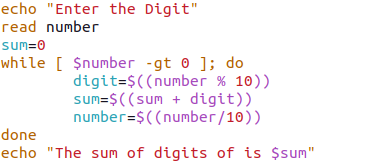 echo "Enter the Digit"
read number
sum=0
while [ $number -gt 0 ]; do
        digit=$((number % 10))
        sum=$((sum + digit))
        number=$((number/10))
done
echo "The sum of digits of is $sum"